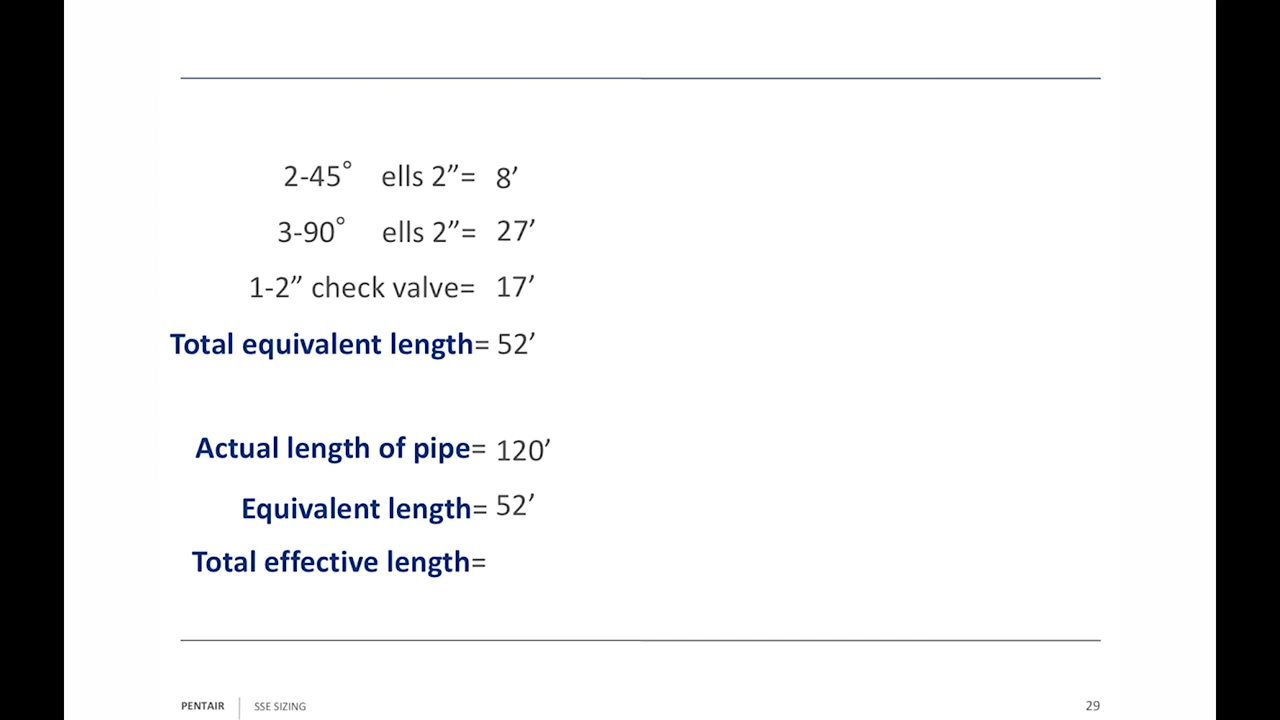 2-45° ells 2”= 8’
3-90° ells 2”= 27’
1-2” check valve= 17’
Total equivalent length= 52’
Actual length of pipe= 120’
Equivalent length= 52’
Total effective length=
PENTAIR SSE SIZING 29